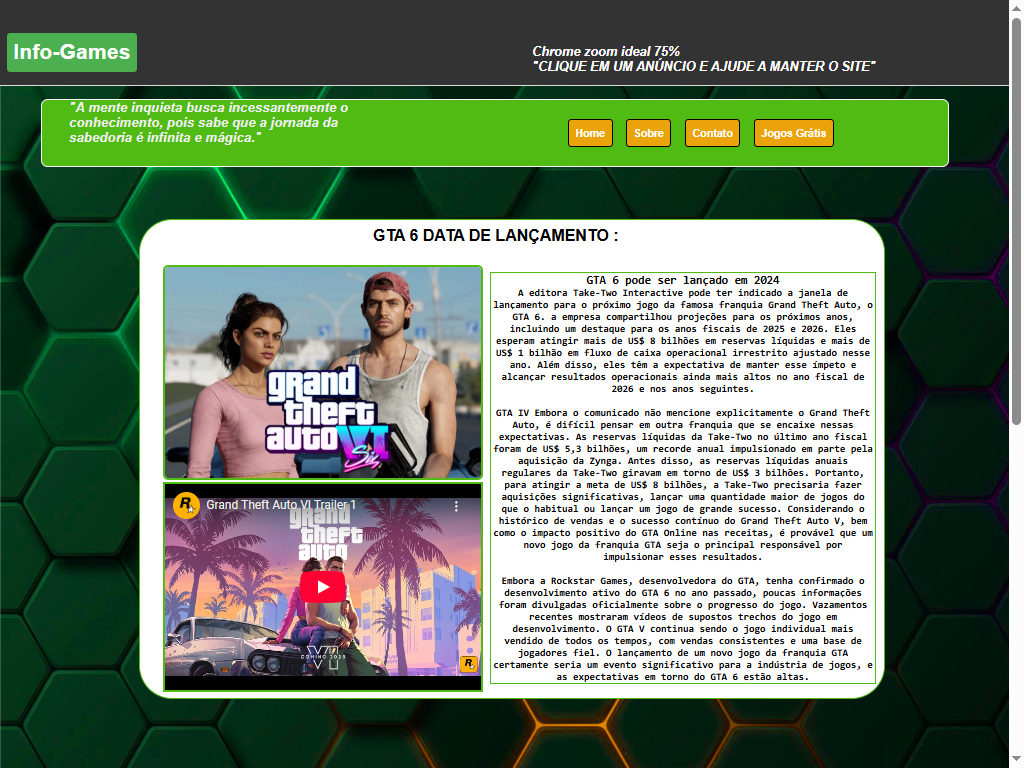 Info-Games
Chrome zoom ideal 75%
"CLIQUE EM UM ANÚNCIO E AJUDE A MANTER O SITE"
"A mente inquieta busca incessantemente o
conhecimento, pois sabe que a jornada da
sabedoria é infinita e mágica."
Home
Sobre
Contato
Jogos Grátis
GTA 6 DATA DE LANÇAMENTO :
grand
theft
auto VI
Six
Grand Theft Auto VI Trailer 1
grand
theft
auto
VI
COMING 2025
GTA 6 pode ser lançado em 2024
A editora Take-Two Interactive pode ter indicado a janela de
lançamento para o próximo jogo da famosa franquia Grand Theft Auto, o
GTA 6. a empresa compartilhou projeções para os próximos anos,
incluindo um destaque para os anos fiscais de 2025 e 2026. Eles
esperam atingir mais de US$ 8 bilhões em reservas líquidas e mais de
US$ 1 bilhão em fluxo de caixa operacional irrestrito ajustado nesse
ano. Além disso, eles têm a expectativa de manter esse ímpeto e
alcançar resultados operacionais ainda mais altos no ano fiscal de
2026 e nos anos seguintes.
GTA IV Embora o comunicado não mencione explicitamente o Grand Theft
Auto, é difícil pensar em outra franquia que se encaixe nessas
expectativas. As reservas líquidas da Take-Two no último ano fiscal
foram de US$ 5,3 bilhões, um recorde anual impulsionado em parte pela
aquisição da Zynga. Antes disso, as reservas líquidas anuais
regulares da Take-Two giravam em torno de US$ 3 bilhões. Portanto,
para atingir a meta de US$ 8 bilhões, a Take-Two precisaria fazer
aquisições significativas, lançar uma quantidade maior de jogos do
que o habitual ou lançar um jogo de grande sucesso. Considerando o
histórico de vendas e o sucesso contínuo do Grand Theft Auto V, bem
como o impacto positivo do GTA Online nas receitas, é provável que um
novo jogo da franquia GTA seja o principal responsável por
impulsionar esses resultados.
Embora a Rockstar Games, desenvolvedora do GTA, tenha confirmado o
desenvolvimento ativo do GTA 6 no ano passado, poucas informações
foram divulgadas oficialmente sobre o progresso do jogo. Vazamentos
recentes mostraram vídeos de supostos trechos do jogo em
desenvolvimento. O GTA V continua sendo o jogo individual mais
vendido de todos os tempos, com vendas consistentes e uma base de
jogadores fiel. O lançamento de um novo jogo da franquia GTA
certamente seria um evento significativo para a indústria de jogos, e
as expectativas em torno do GTA 6 estão altas.